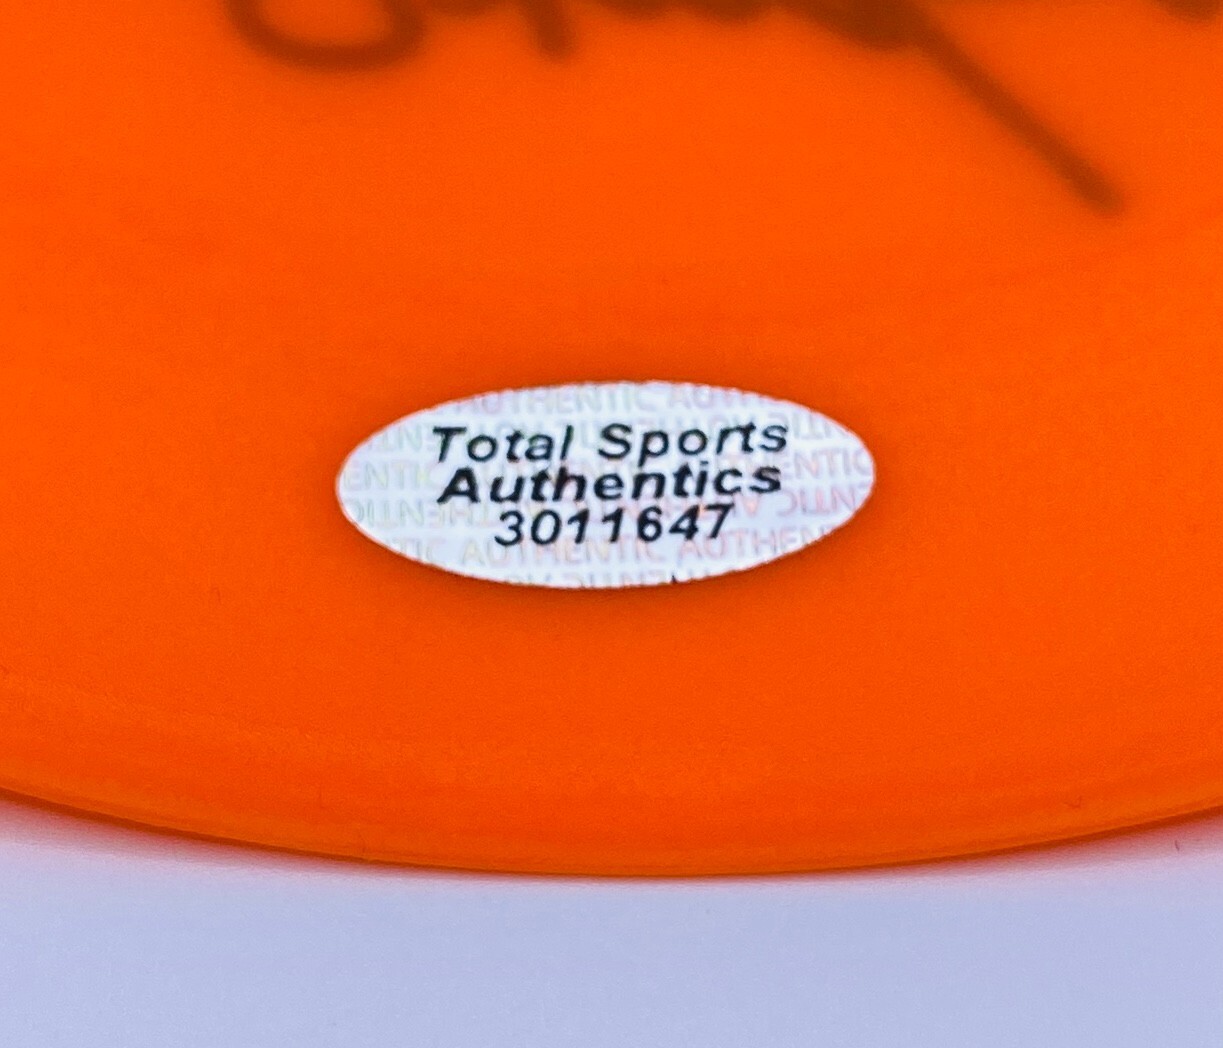 Total Sports
Authentics
3011647